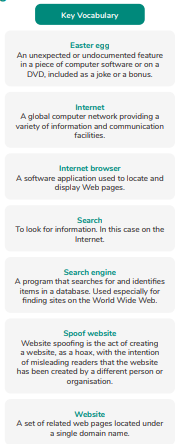 Key Vocabulary
Easter egg
An unexpected or undocumented feature
in a piece of computer software or on a
DVD, included as a joke or a bonus.
Internet
A global computer network providing a
variety of information and communication
facilities.
Internet browser
A software application used to locate and
display Web pages.
Search
To look for information. In this case on the
Internet.
Search engine
A program that searches for and identifies
items in a database. Used especially for
finding sites on the World Wide Web.
Spoof website
Website spoofing is the act of creating
a website, as a hoax, with the intention
of misleading readers that the website
has been created by a different person or
organisation.
Website
A set of related web pages located under
a single domain name.